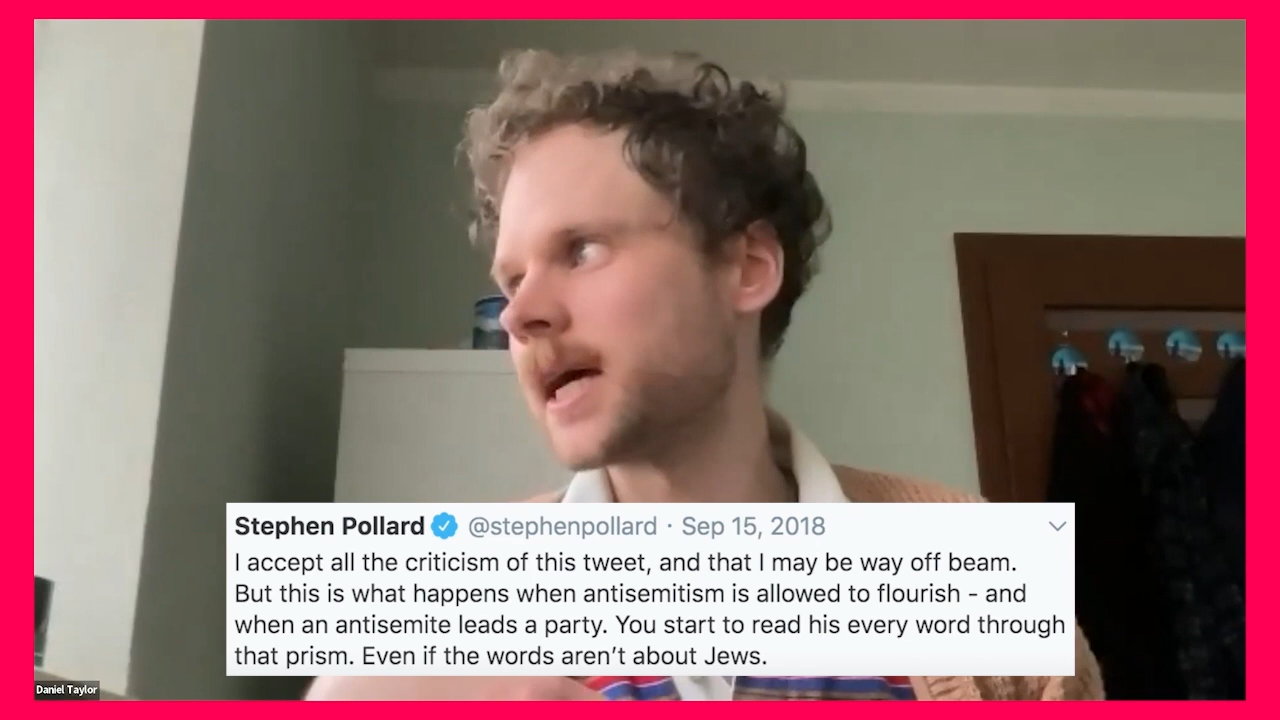 Stephen Pollard @stephenpollard · Sep 15, 2018
I accept all the criticism of this tweet, and that I may be way off beam.
But this is what happens when antisemitism is allowed to flourish - and
when an antisemite leads a party. You start to read his every word through
that prism. Even if the words aren’t about Jews.
Daniel Taylor